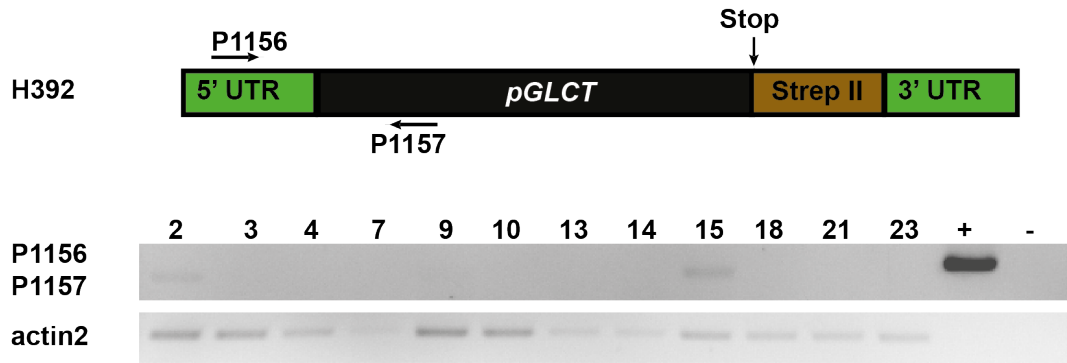 Stop
P1156
H392 5' UTR pGLCT Strep II 3' UTR
P1157
2 3 4 7 9 10 13 14 15 18 21 23 + -
P1156
P1157
actin2